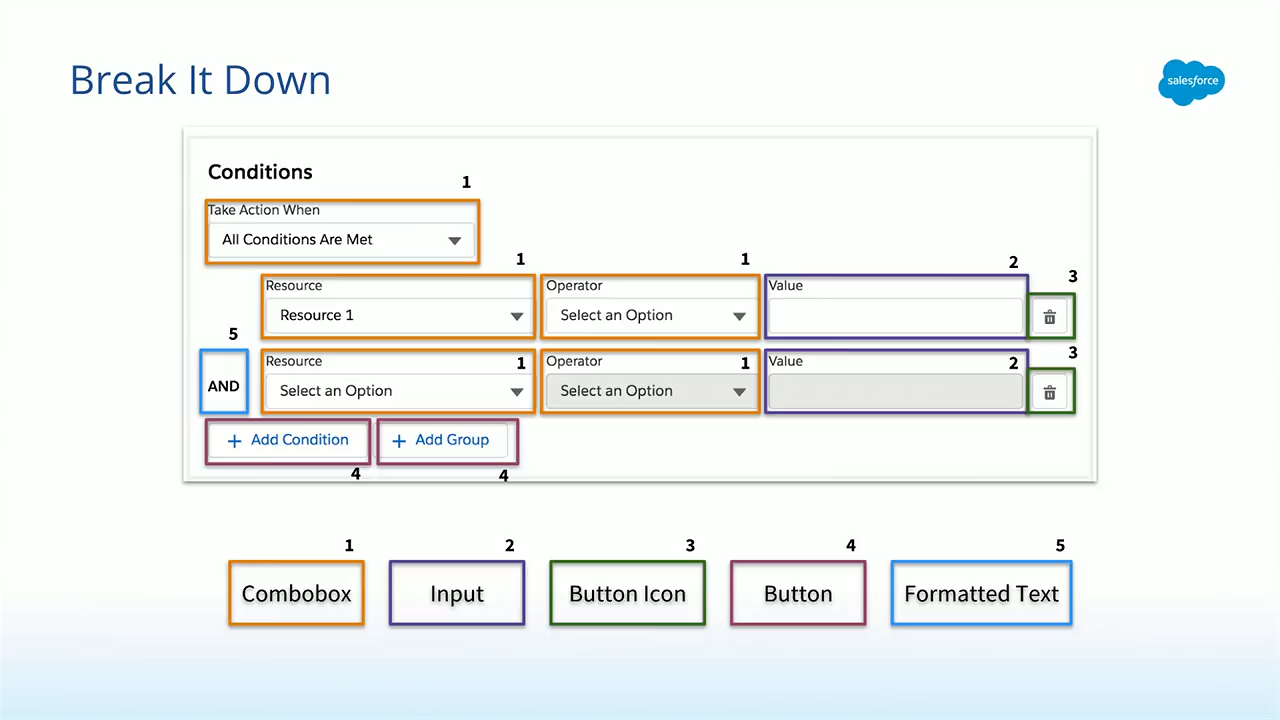 Break It Down
salesforce
Conditions
1
Take Action When
All Conditions Are Met
1 1 2 3
Resource Operator Value
Resource 1 Select an Option
5 3
Resource 1 Operator 1 Value 2
AND Select an Option Select an Option
+ Add Condition + Add Group
4 4
1 2 3 4 5
Combobox Input Button Icon Button Formatted Text